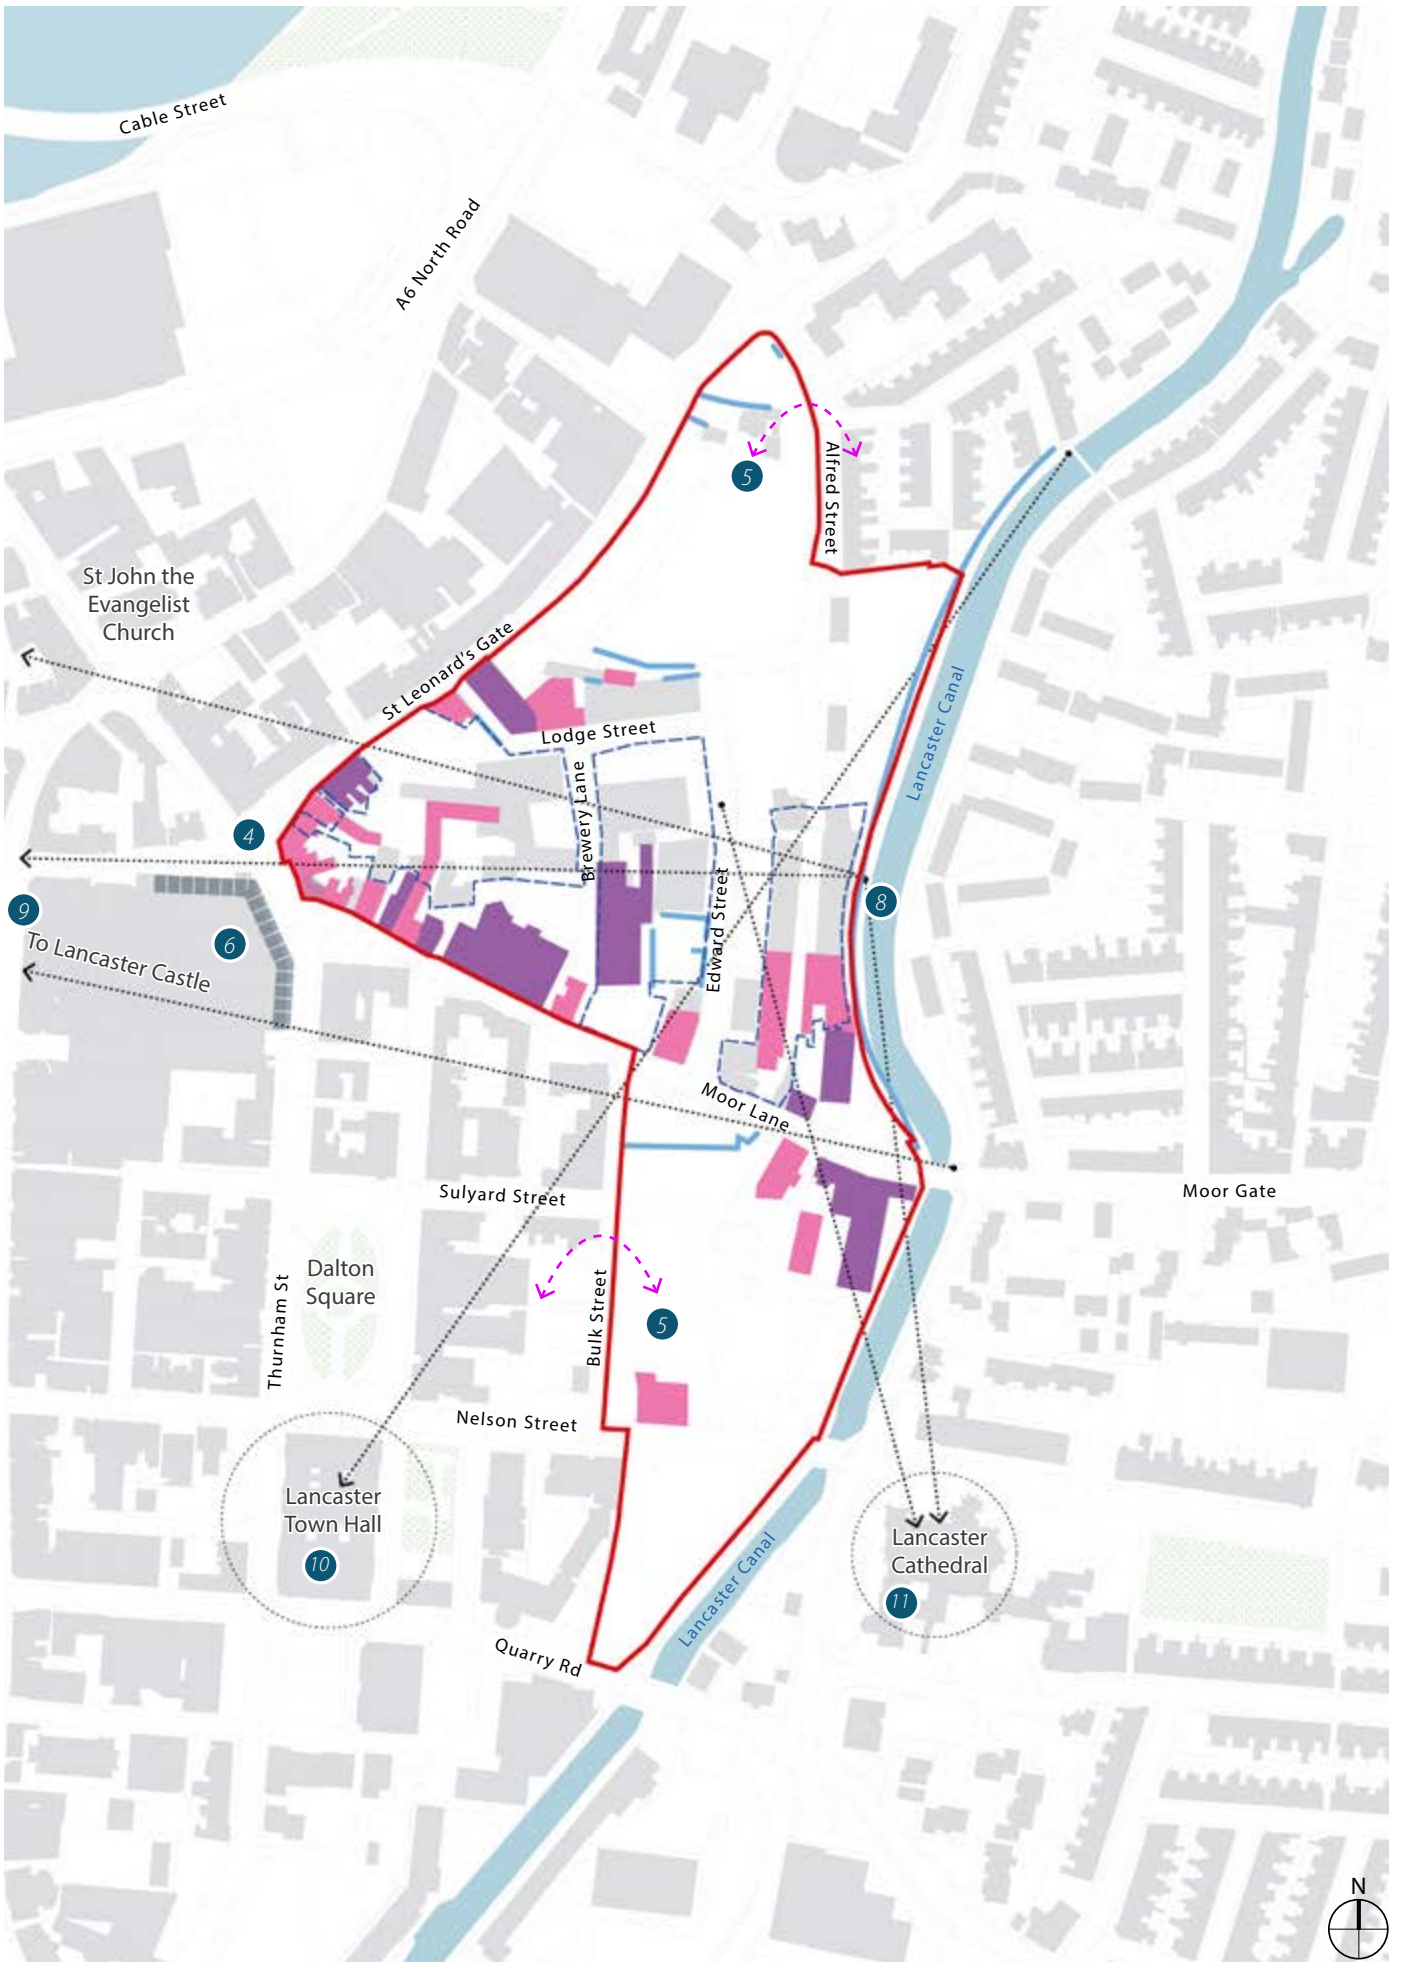 Cable Street
A6 North Road
Alfred Street
5
St John the
Evangelist
Church
St Leonard's Gate
Lodge Street
Lancaster Canal
Brewery Lane
4
Edward Street
8
9
6
To Lancaster Castle
Moor Lane
Sulyard Street
Moor Gate
Dalton
Square
Thurnham St
Bulk Street
5
Nelson Street
Lancaster
Town Hall
10
Lancaster
Cathedral
11
Lancaster Canal
Quarry Rd
N